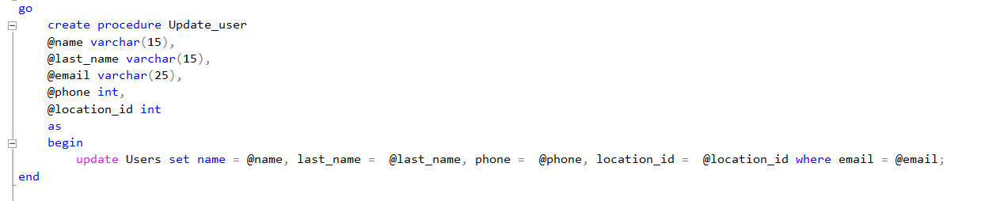 go
create procedure Update_user
@name varchar(15),
@last_name varchar(15),
@email varchar(25),
@phone int,
@location_id int
as
begin
update Users set name = @name, last_name =  @last_name, phone =  @phone, location_id =  @location_id where email = @email;
end